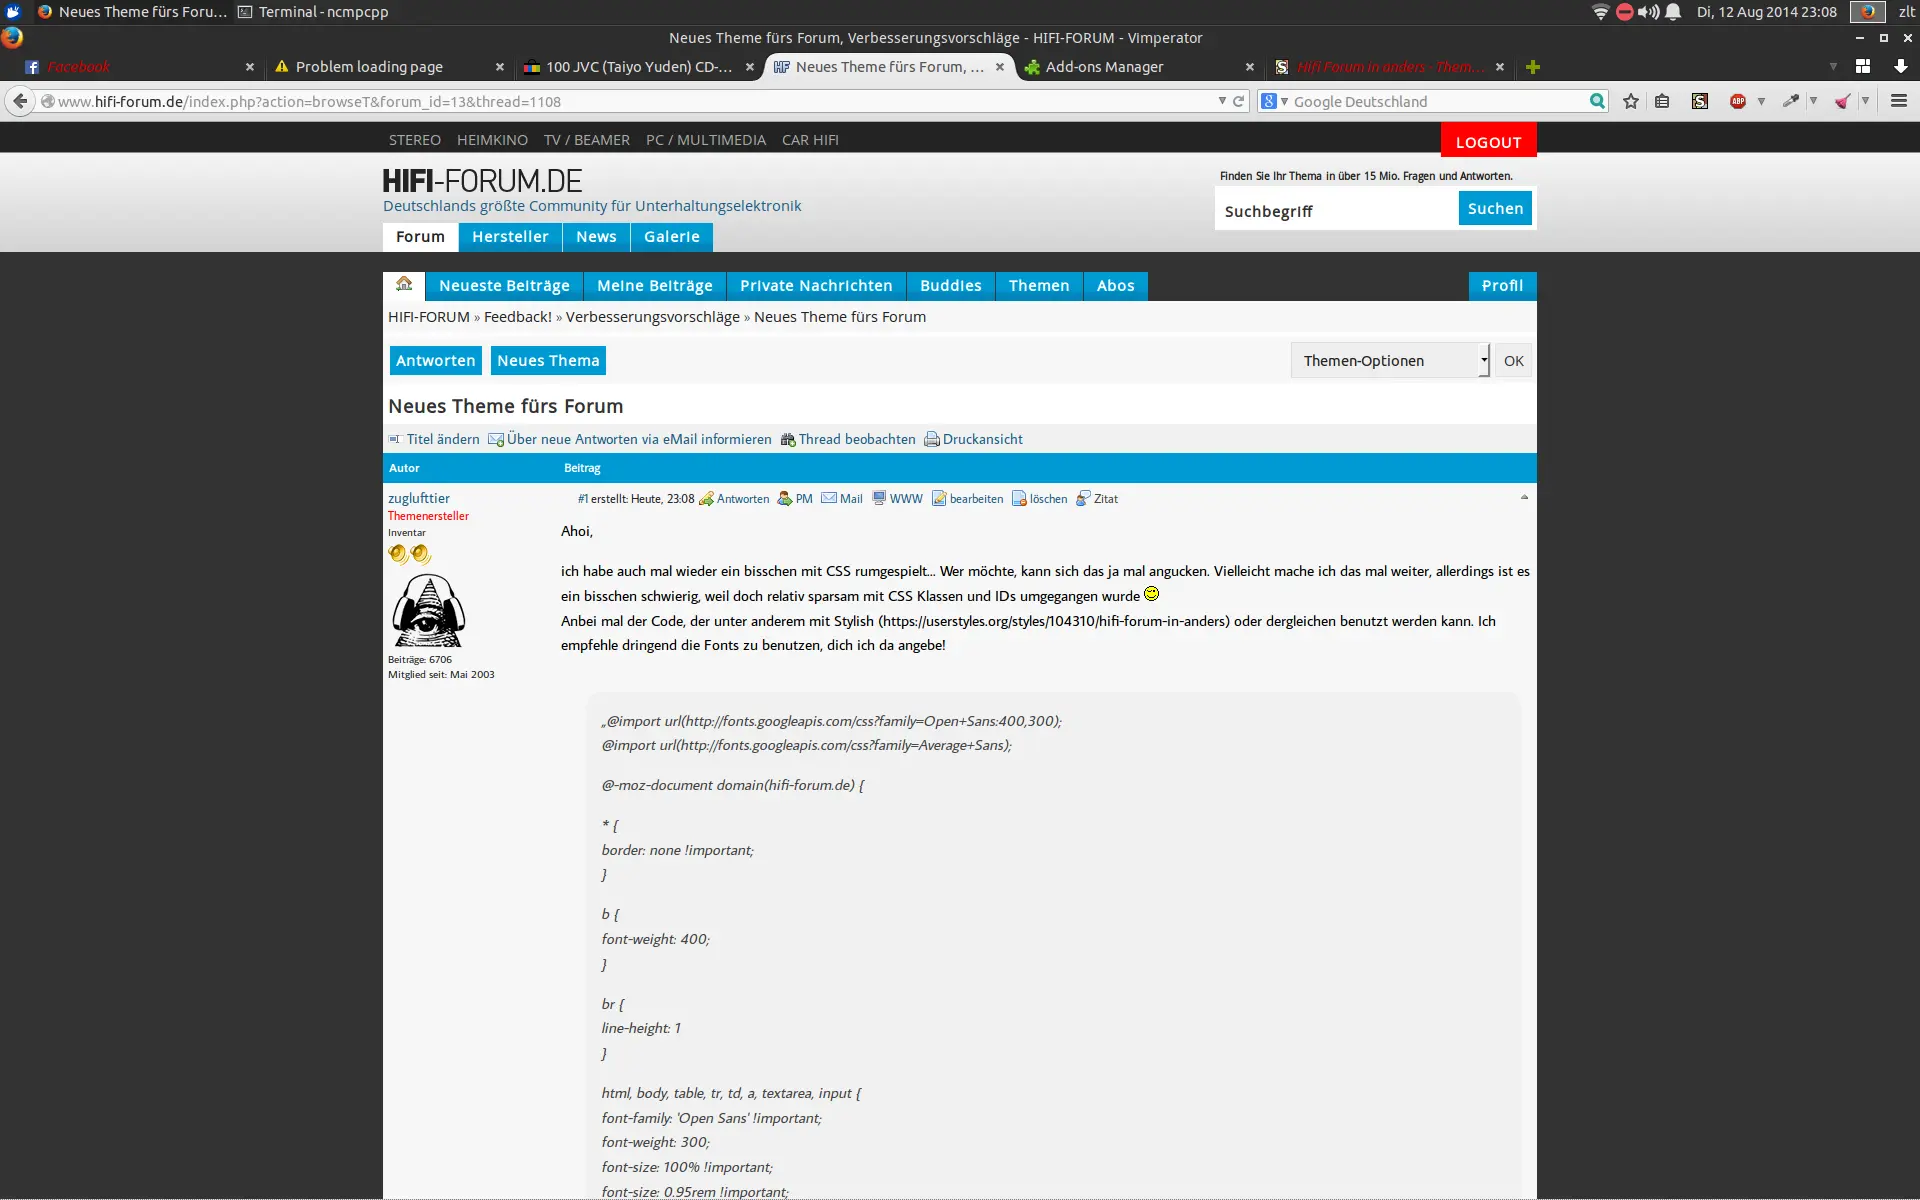 Neues Theme fürs Foru... Terminal - ncmpcpp Di, 12 Aug 2014 23:08 zlt
Neues Theme fürs Forum, Verbesserungsvorschläge - HIFI-FORUM - Vimperator
Facebook Problem loading page 100 JVC (Taiyo Yuden) CD-... Neues Theme fürs Forum, ... Add-ons Manager Hifi Forum in anders - Them...
www.hifi-forum.de/index.php?action=browseT&forum_id=13&thread=1108 Google Deutschland ABP
STEREO HEIMKINO TV / BEAMER PC / MULTIMEDIA CAR HIFI LOGOUT
HIFI-FORUM.DE
Deutschlands größte Community für Unterhaltungselektronik
Finden Sie Ihr Thema in über 15 Mio. Fragen und Antworten.
Suchbegriff Suchen
Forum Hersteller News Galerie
Neueste Beiträge Meine Beiträge Private Nachrichten Buddies Themen Abos Profil
HIFI-FORUM » Feedback! » Verbesserungsvorschläge » Neues Theme fürs Forum
Antworten Neues Thema Themen-Optionen OK
Neues Theme fürs Forum
Titel ändern Über neue Antworten via eMail informieren Thread beobachten Druckansicht
Autor Beitrag
zuglufttier
Themenersteller
Inventar
Beiträge: 6706
Mitglied seit: Mai 2003
#1 erstellt: Heute, 23:08 Antworten PM Mail WWW bearbeiten löschen Zitat
Ahoi,
ich habe auch mal wieder ein bisschen mit CSS rumgespielt... Wer möchte, kann sich das ja mal angucken. Vielleicht mache ich das mal weiter, allerdings ist es
ein bisschen schwierig, weil doch relativ sparsam mit CSS Klassen und IDs umgegangen wurde
Anbei mal der Code, der unter anderem mit Stylish (https://userstyles.org/styles/104310/hifi-forum-in-anders) oder dergleichen benutzt werden kann. Ich
empfehle dringend die Fonts zu benutzen, dich ich da angebe!
„@import url(http://fonts.googleapis.com/css?family=Open+Sans:400,300);
@import url(http://fonts.googleapis.com/css?family=Average+Sans);
@-moz-document domain(hifi-forum.de) {
* {
border: none !important;
}
b {
font-weight: 400;
}
br {
line-height: 1
}
html, body, table, tr, td, a, textarea, input {
font-family: 'Open Sans' !important;
font-weight: 300;
font-size: 100% !important;
font-size: 0.95rem !important;